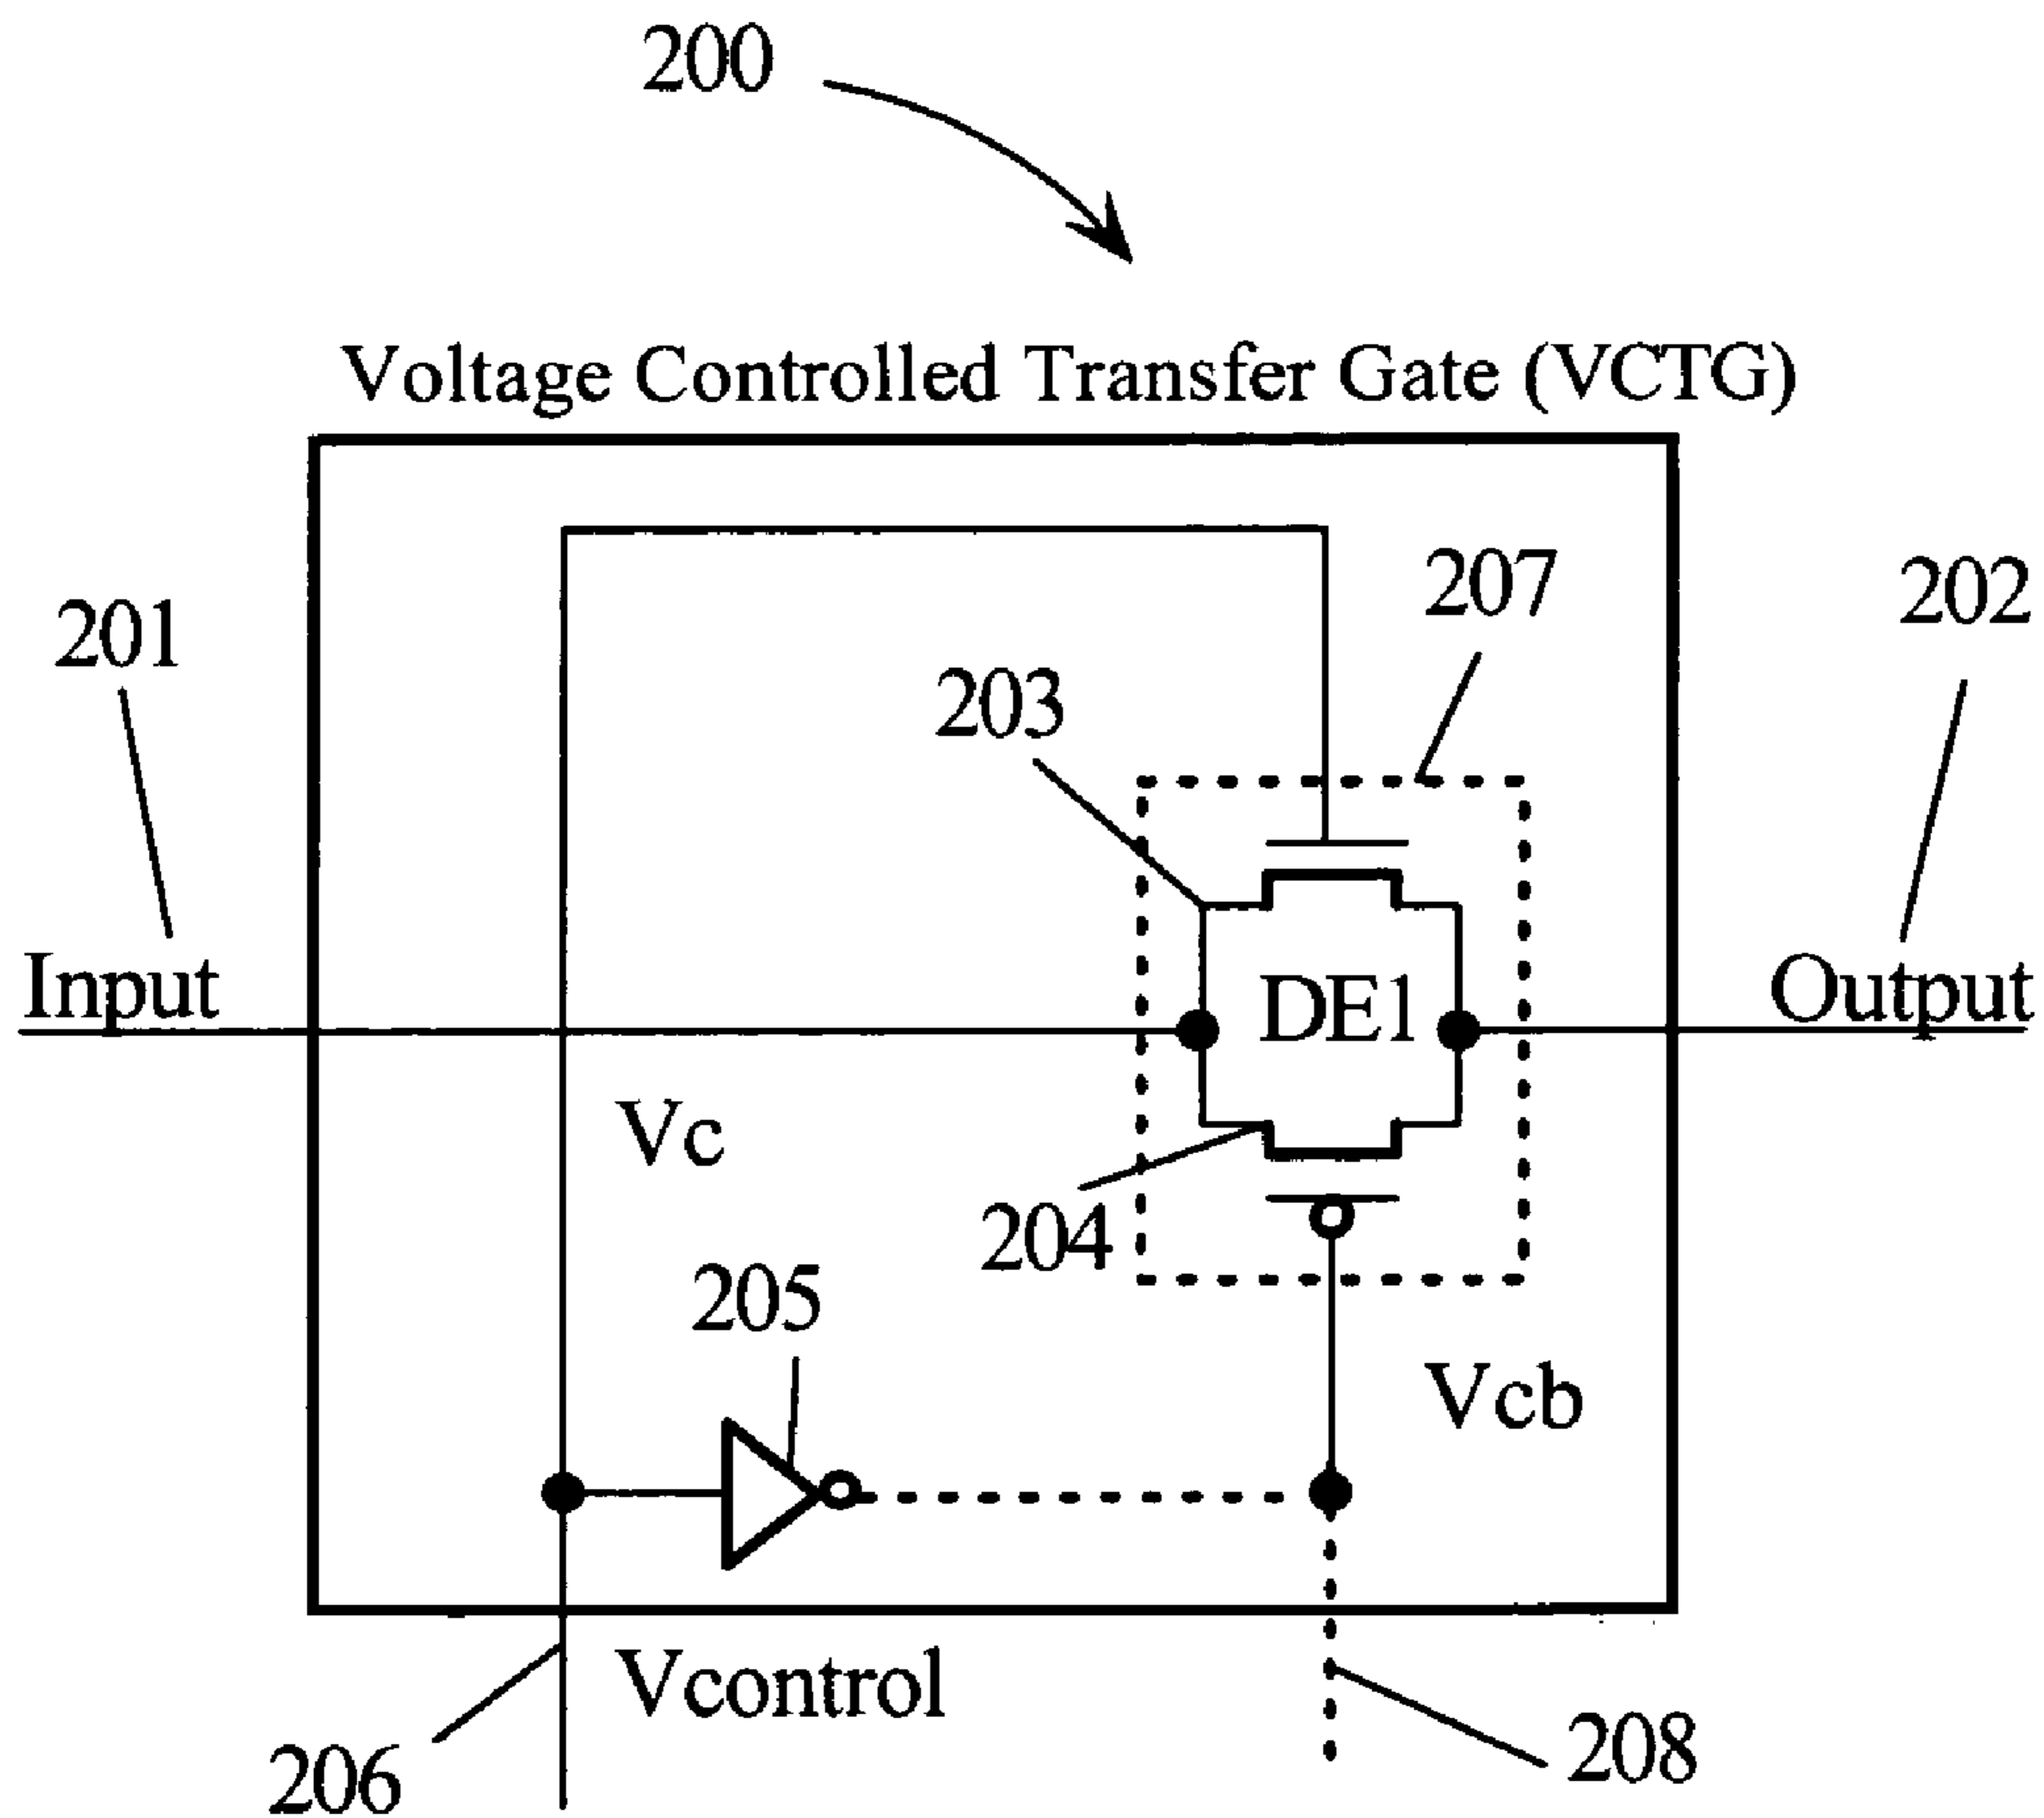 200
Voltage Controlled Transfer Gate (VCTG)
207
202
201
203
Input
DE1
Output
Vc
204
205
Vcb
Vcontrol
206
208